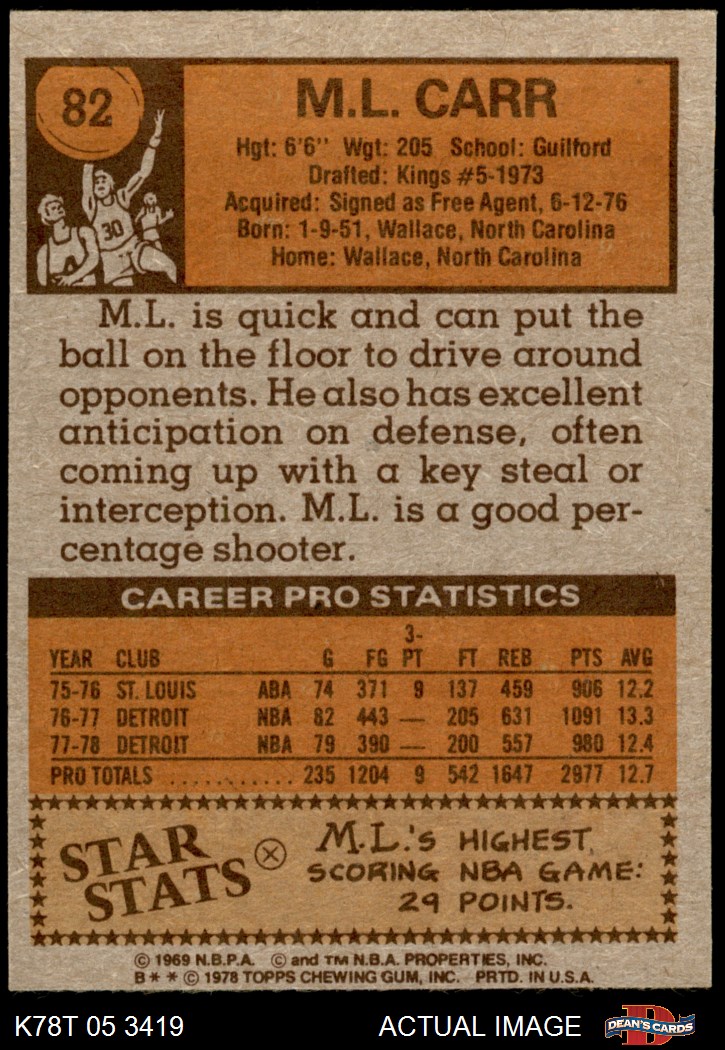 82
30
M.L. CARR
Hgt: 6'6" Wgt: 205 School: Guilford
Drafted: Kings #5-1973
Acquired: Signed as Free Agent, 6-12-76
Born: 1-9-51, Wallace, North Carolina
Home: Wallace, North Carolina
M.L. is quick and can put the
ball on the floor to drive around
opponents. He also has excellent
anticipation on defense, often
coming up with a key steal or
interception. M.L. is a good per-
centage shooter.
CAREER PRO STATISTICS
YEAR CLUB G FG 3-PT FT REB PTS AVG
75-76 ST. LOUIS ABA 74 371 9 137 459 906 12.2
76-77 DETROIT NBA 82 443 — 205 631 1091 13.3
77-78 DETROIT NBA 79 390 — 200 557 980 12.4
PRO TOTALS ........... 235 1204 9 542 1647 2977 12.7
STAR STATS
M.L.'S HIGHEST
SCORING NBA GAME:
29 POINTS.
© 1969 N.B.P.A. © and TM N.B.A. PROPERTIES, INC.
B** © 1978 TOPPS CHEWING GUM, INC. PRTD. IN U.S.A.
K78T 05 3419 ACTUAL IMAGE D DEAN'S CARDS